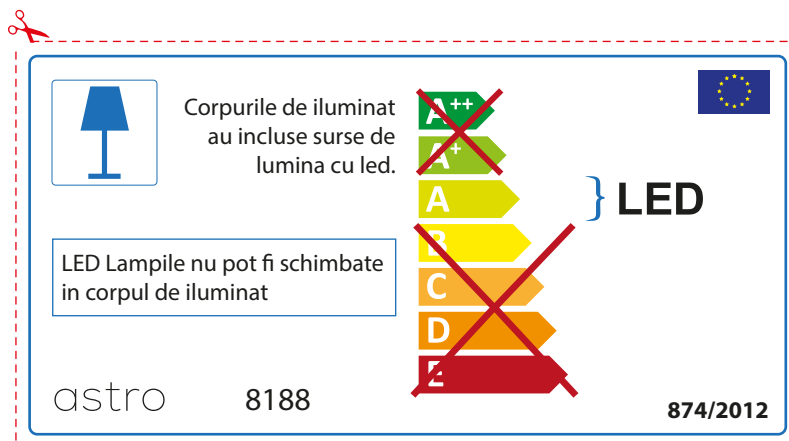 Corpurile de iluminat
au incluse surse de
lumina cu led.
LED Lampile nu pot fi schimbate
in corpul de iluminat
A++
A+
A
B
C
D
E
LED
astro
8188
874/2012